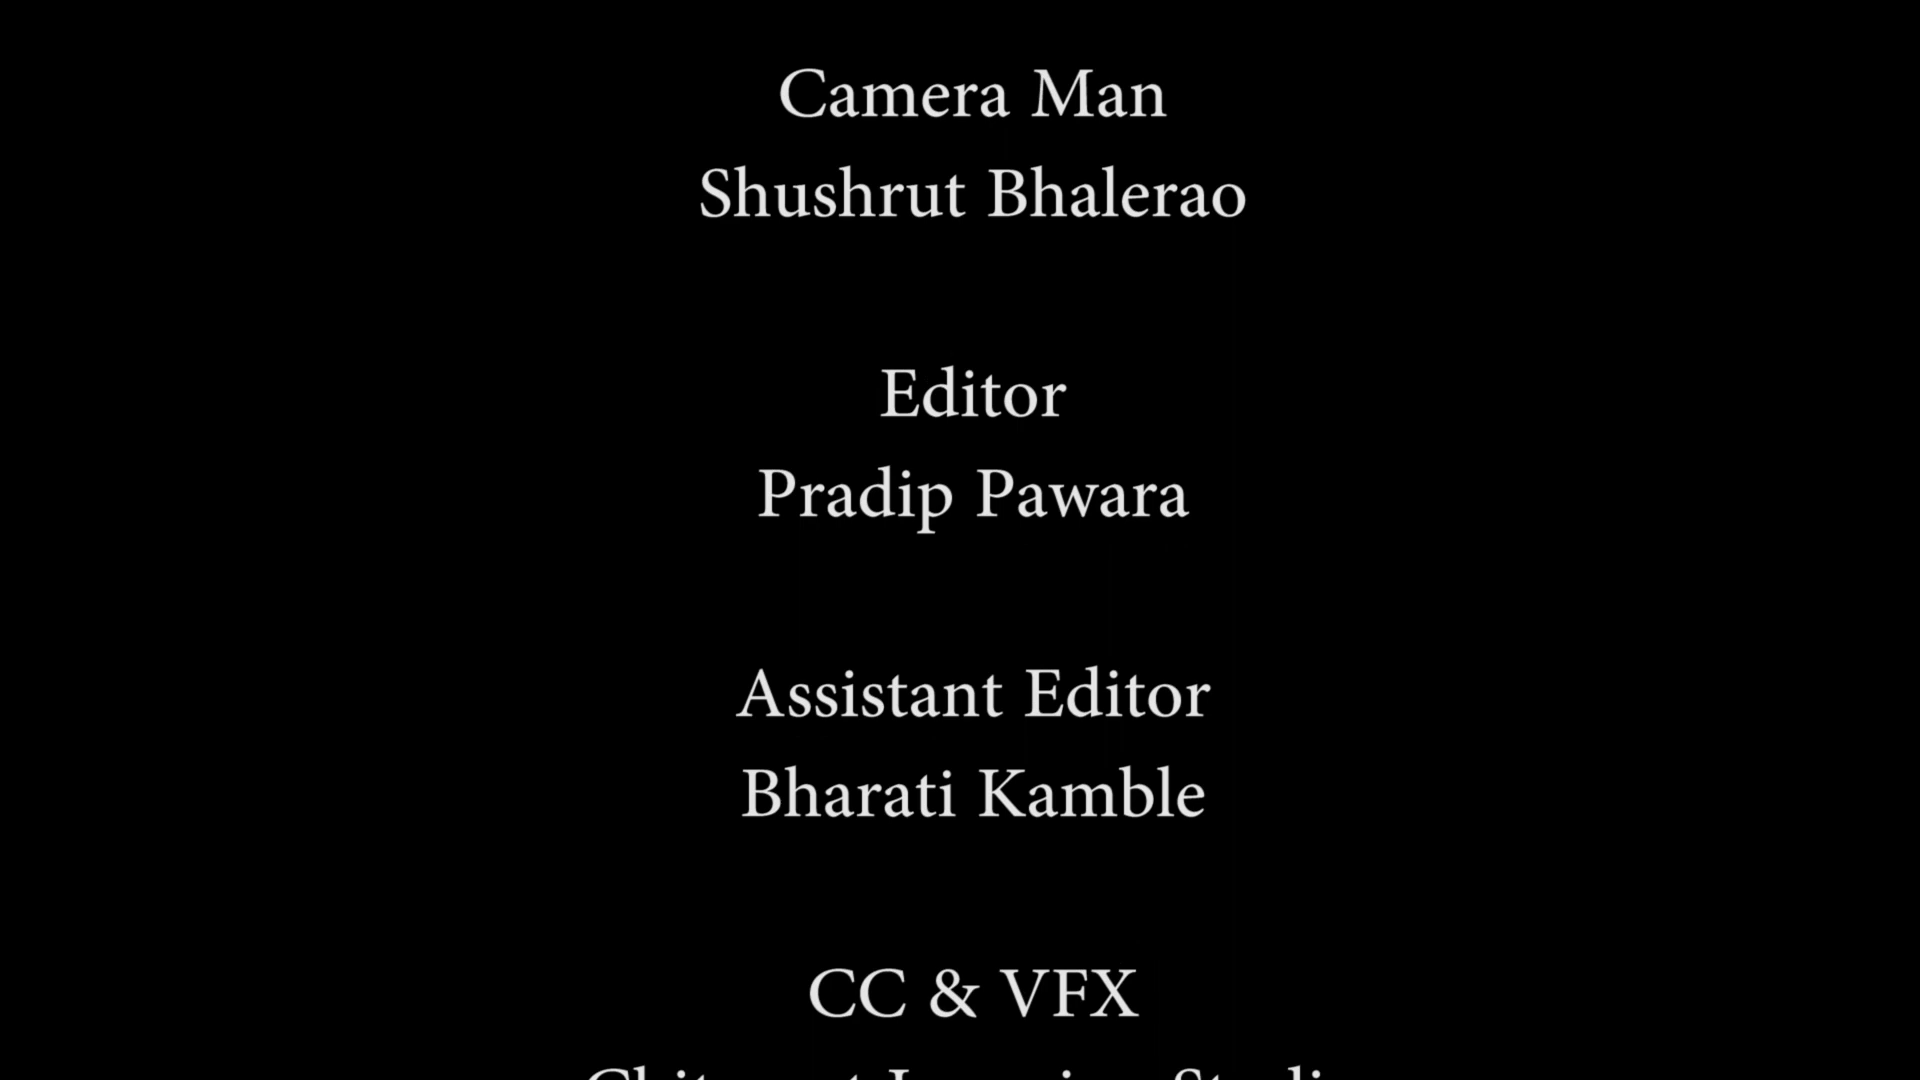 Camera Man
Shushrut Bhalerao
Editor
Pradip Pawara
Assistant Editor
Bharati Kamble
CC & VFX